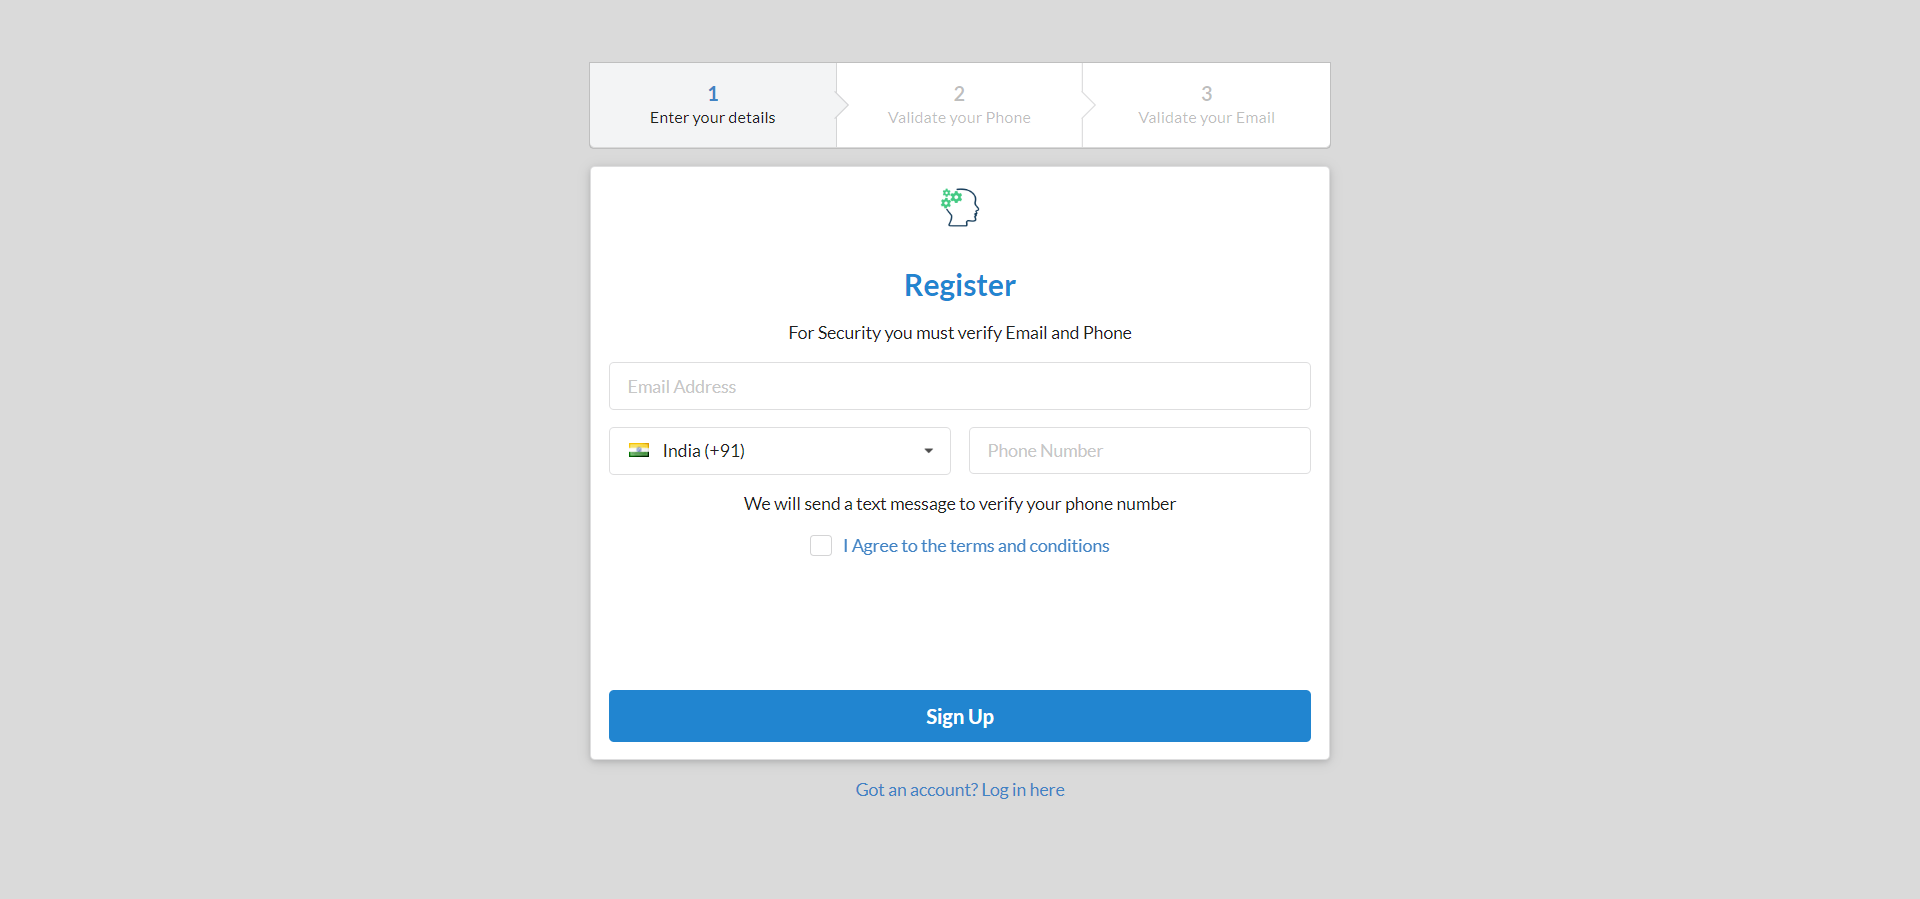 1
Enter your details
2
Validate your Phone
3
Validate your Email
Register
For Security you must verify Email and Phone
Email Address
India (+91)
Phone Number
We will send a text message to verify your phone number
I Agree to the terms and conditions
Sign Up
Got an account? Log in here